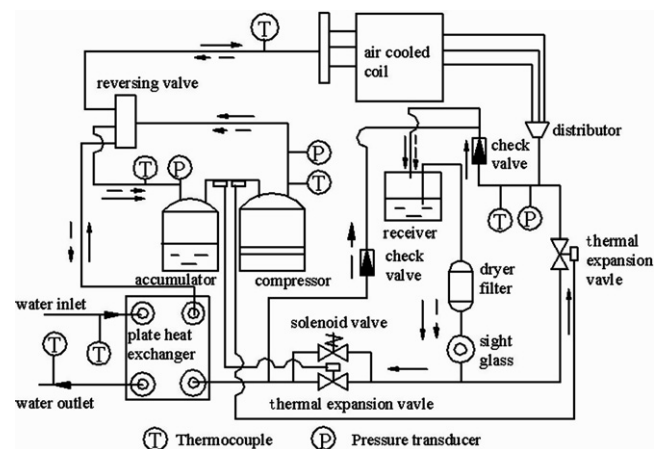 T
air cooled
coil
reversing valve
distributor
check
valve
P
T
P
T
T
P
receiver
thermal
expansion
vavle
accumulator
compressor
check
valve
dryer
filter
water inlet
solenoid valve
plate heat
exchanger
sight
glass
T
T
water outlet
thermal expansion vavle
T Thermocouple
P Pressure transducer